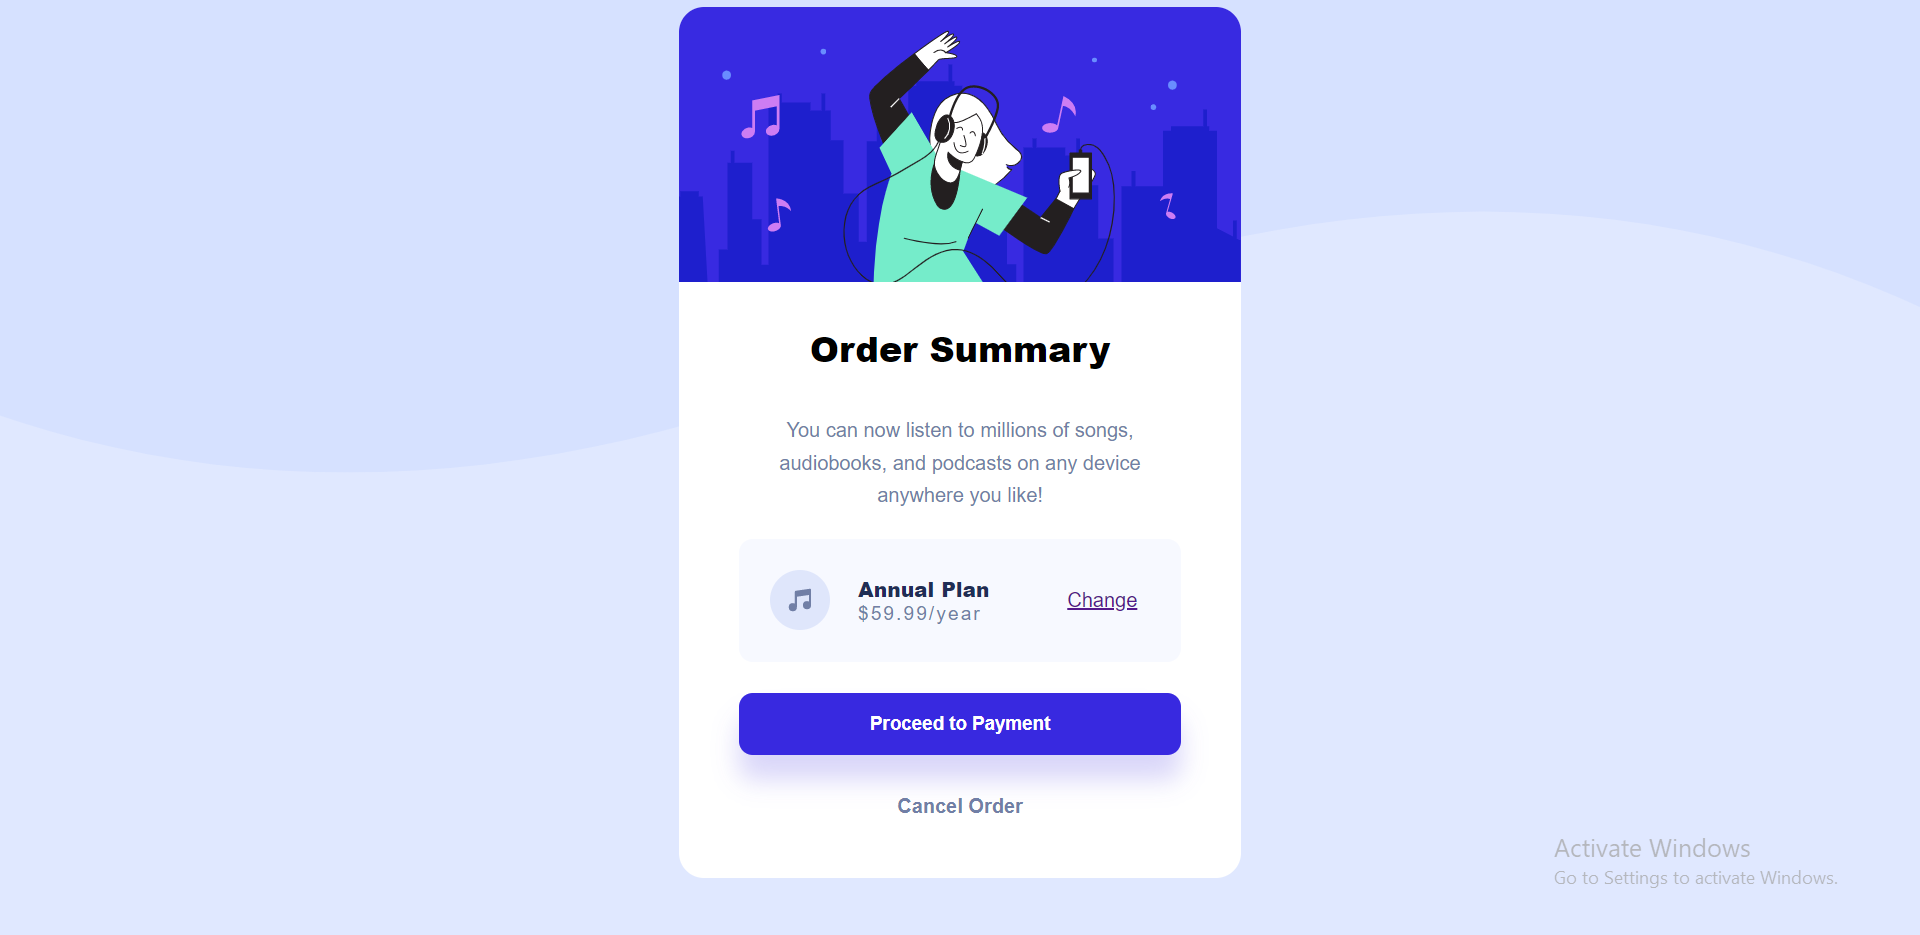 Order Summary
You can now listen to millions of songs,
audiobooks, and podcasts on any device
anywhere you like!
Annual Plan
$59.99/year
Change
Proceed to Payment
Cancel Order
Activate Windows
Go to Settings to activate Windows.